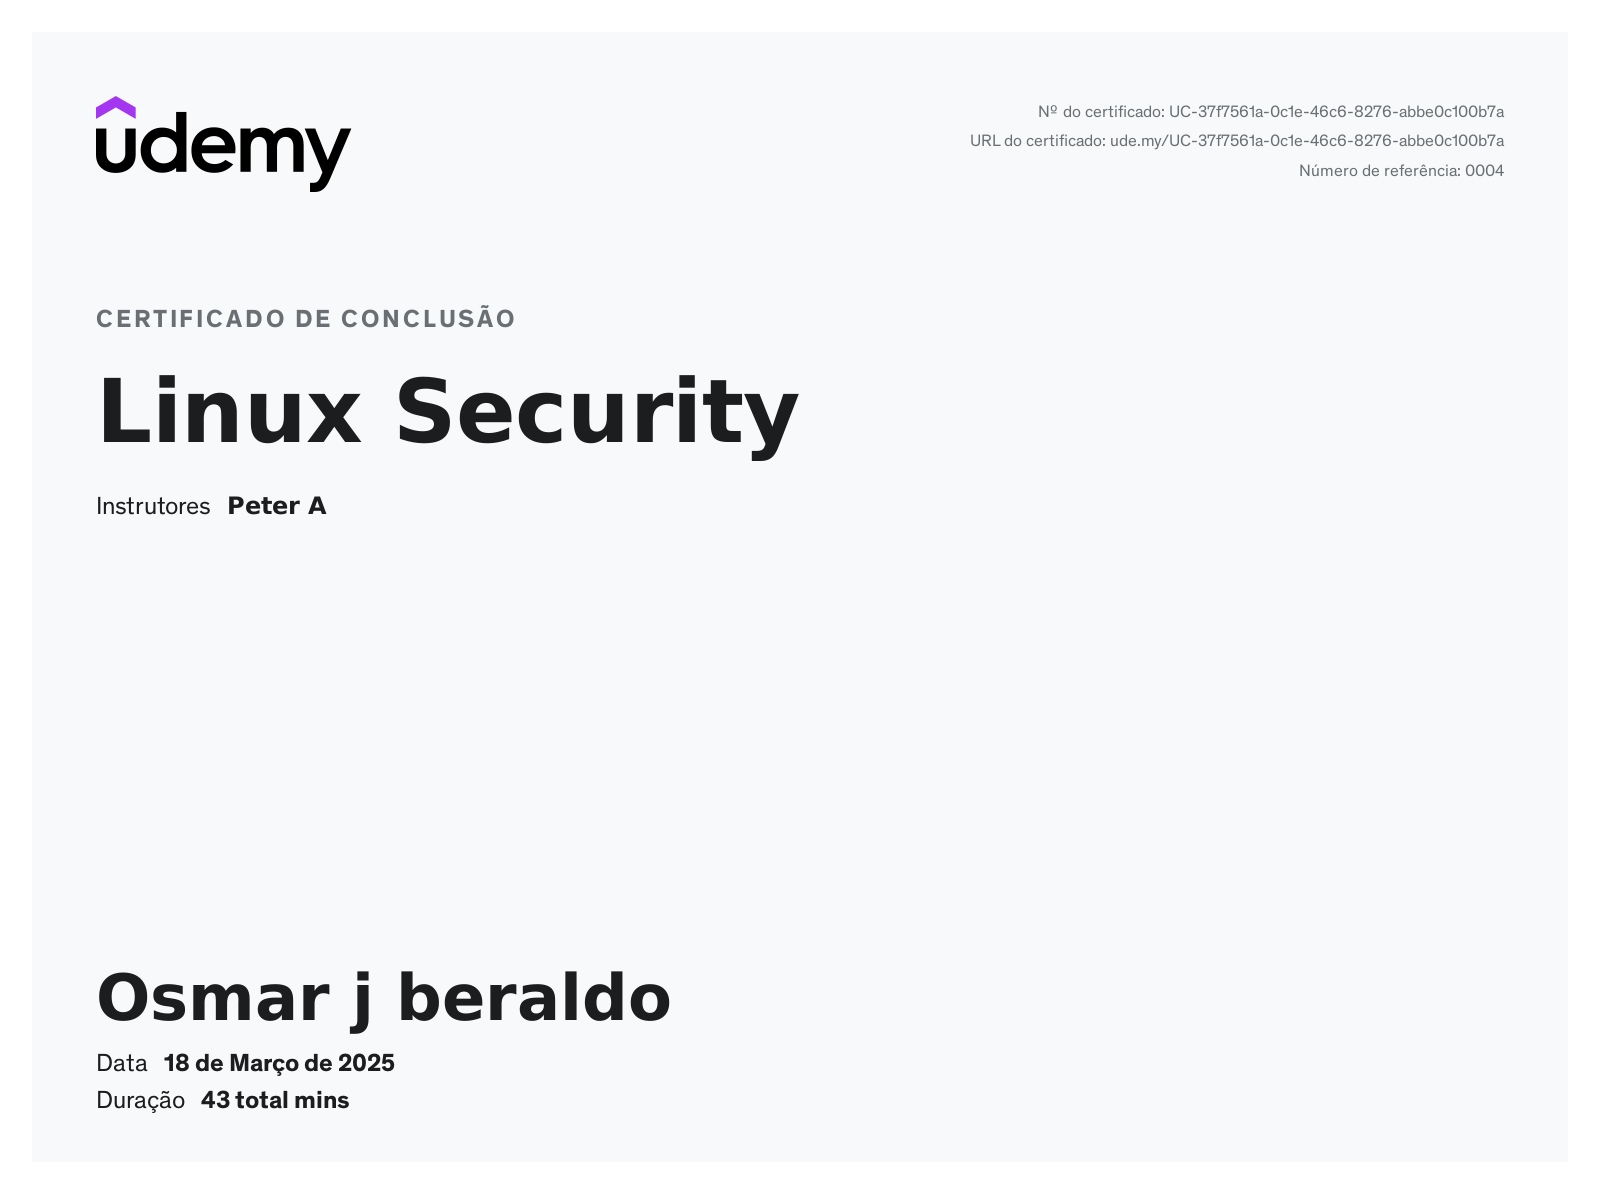 udemy
Nº do certificado: UC-37f7561a-0c1e-46c6-8276-abbe0c100b7a
URL do certificado: ude.my/UC-37f7561a-0c1e-46c6-8276-abbe0c100b7a
Número de referência: 0004
CERTIFICADO DE CONCLUSÃO
Linux Security
Instrutores Peter A
Osmar j beraldo
Data 18 de Março de 2025
Duração 43 total mins